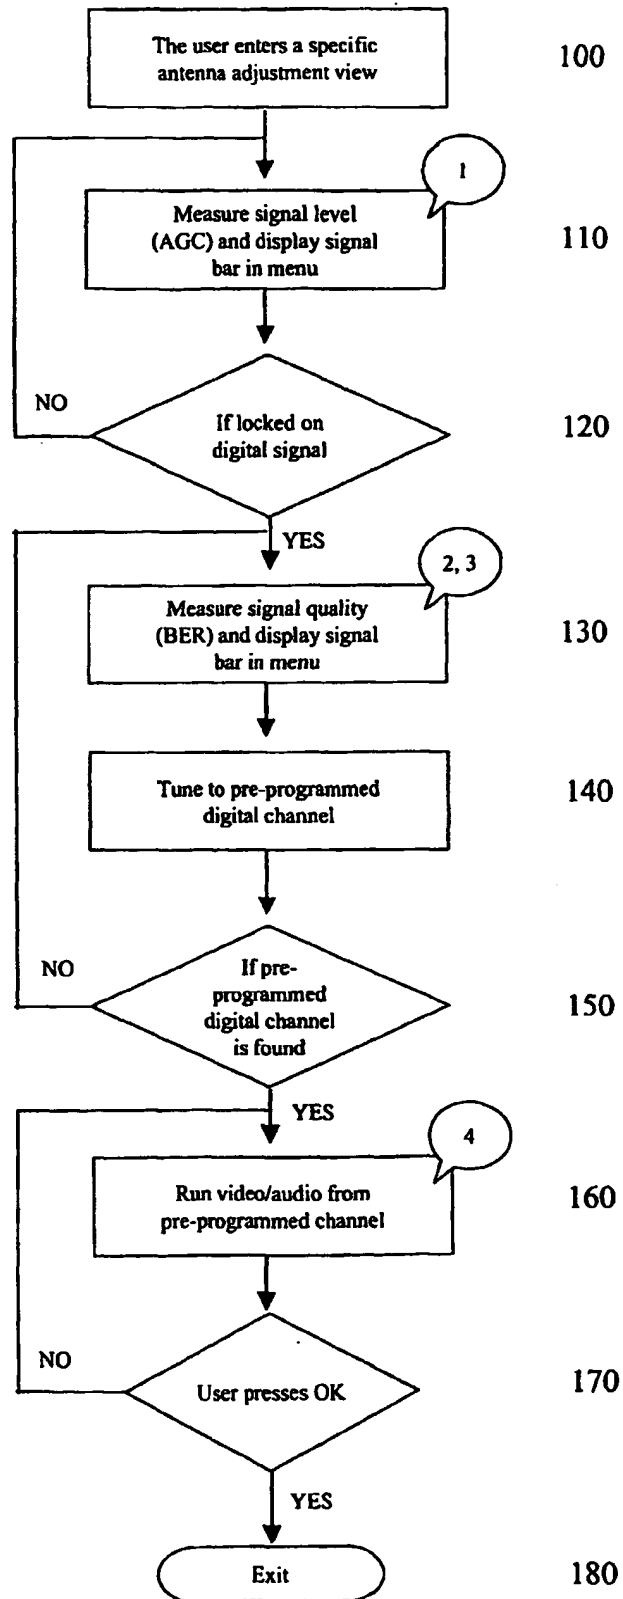 The user enters a specific
antenna adjustment view
100
1
Measure signal level
(AGC) and display signal
bar in menu
110
NO
If locked on
digital signal
120
YES
2, 3
Measure signal quality
(BER) and display signal
bar in menu
130
Tune to pre-programmed
digital channel
140
NO
If pre-
programmed
digital channel
is found
150
YES
4
Run video/audio from
pre-programmed channel
160
NO
User presses OK
170
YES
Exit
180